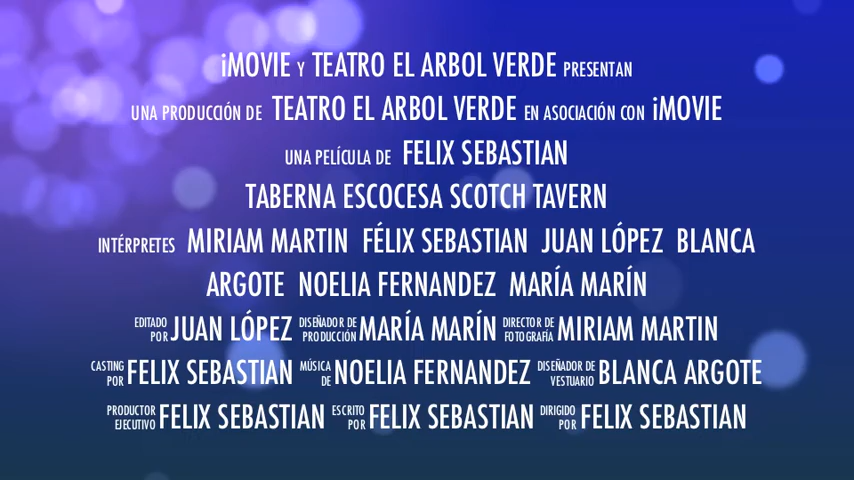 iMOVIE Y TEATRO EL ARBOL VERDE PRESENTAN
UNA PRODUCCIÓN DE TEATRO EL ARBOL VERDE EN ASOCIACIÓN CON iMOVIE
UNA PELÍCULA DE FELIX SEBASTIAN
TABERNA ESCOCESA SCOTCH TAVERN
INTÉRPRETES MIRIAM MARTIN FÉLIX SEBASTIAN JUAN LÓPEZ BLANCA
ARGOTE NOELIA FERNANDEZ MARÍA MARÍN
EDITADO POR JUAN LÓPEZ DISEÑADOR DE PRODUCCIÓN MARÍA MARÍN DIRECTOR DE FOTOGRAFÍA MIRIAM MARTIN
CASTING POR FELIX SEBASTIAN MÚSICA DE NOELIA FERNANDEZ DISEÑADOR DE VESTUARIO BLANCA ARGOTE
PRODUCTOR EJECUTIVO FELIX SEBASTIAN ESCRITO POR FELIX SEBASTIAN DIRIGIDO POR FELIX SEBASTIAN